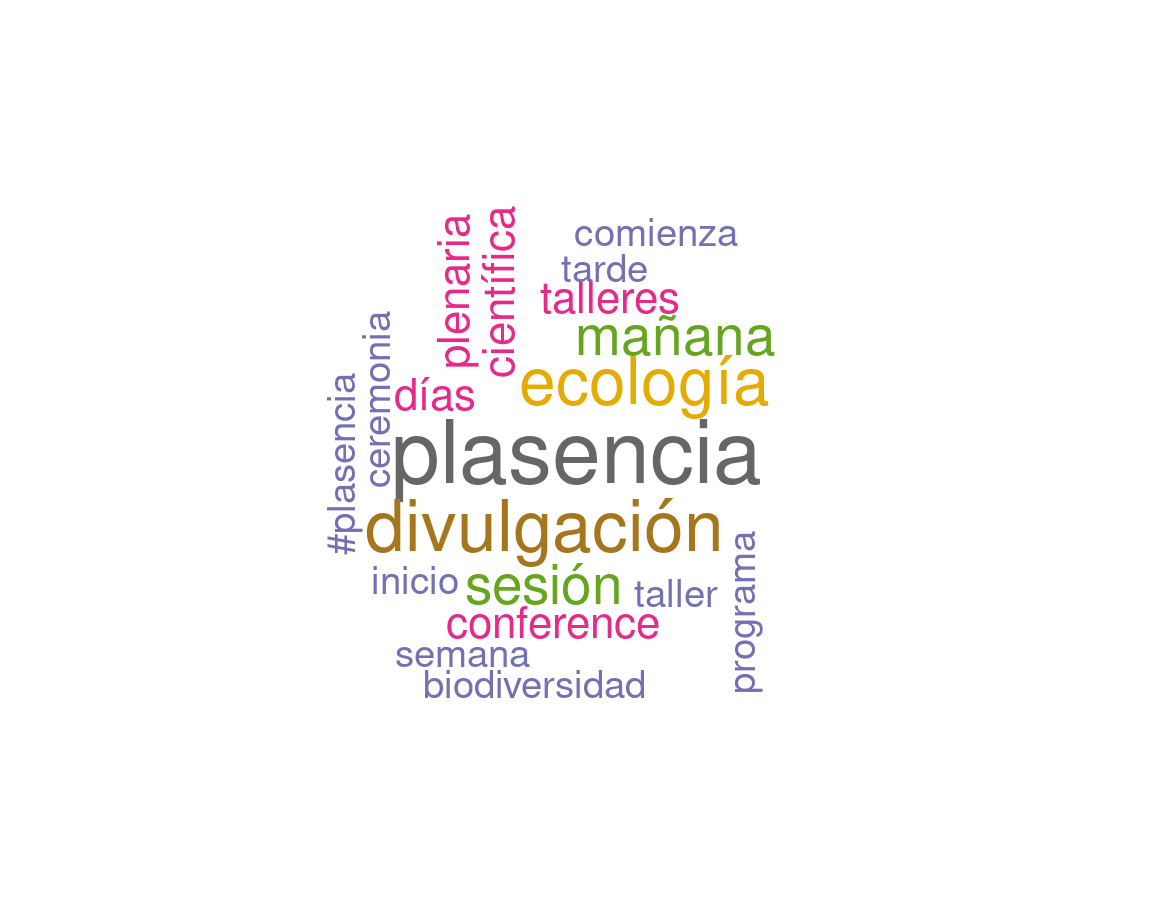 plenaria
científica
comienza
tarde
talleres
mañana
ceremonia
#plasencia
días
ecología
plasencia
divulgación
inicio
sesión
taller
programa
conference
semana
biodiversidad